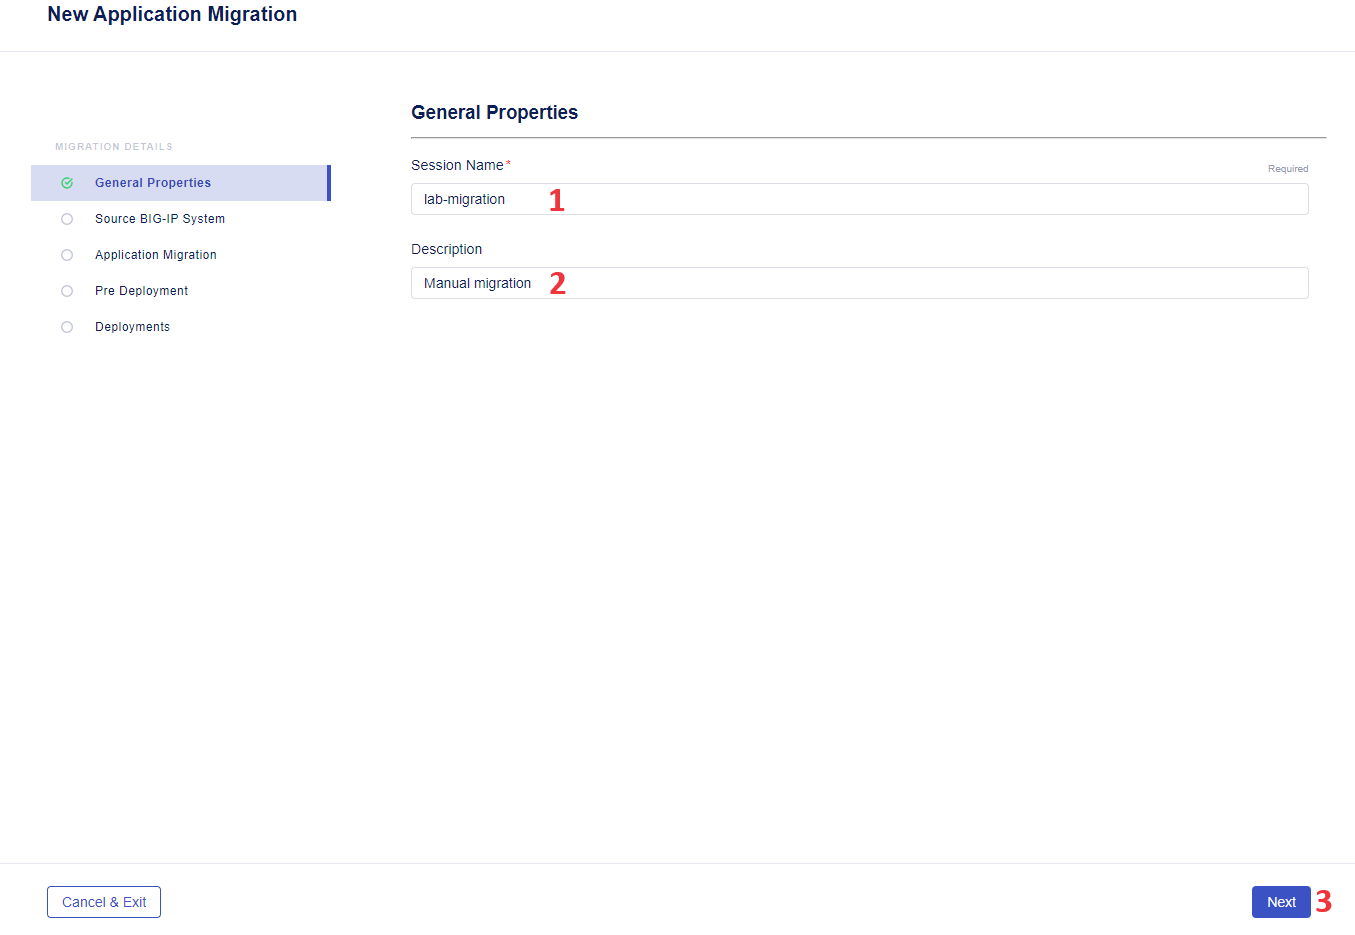 New Application Migration
MIGRATION DETAILS
General Properties
Source BIG-IP System
Application Migration
Pre Deployment
Deployments
General Properties
Session Name*
Required
lab-migration 1
Description
Manual migration 2
Cancel & Exit
Next 3